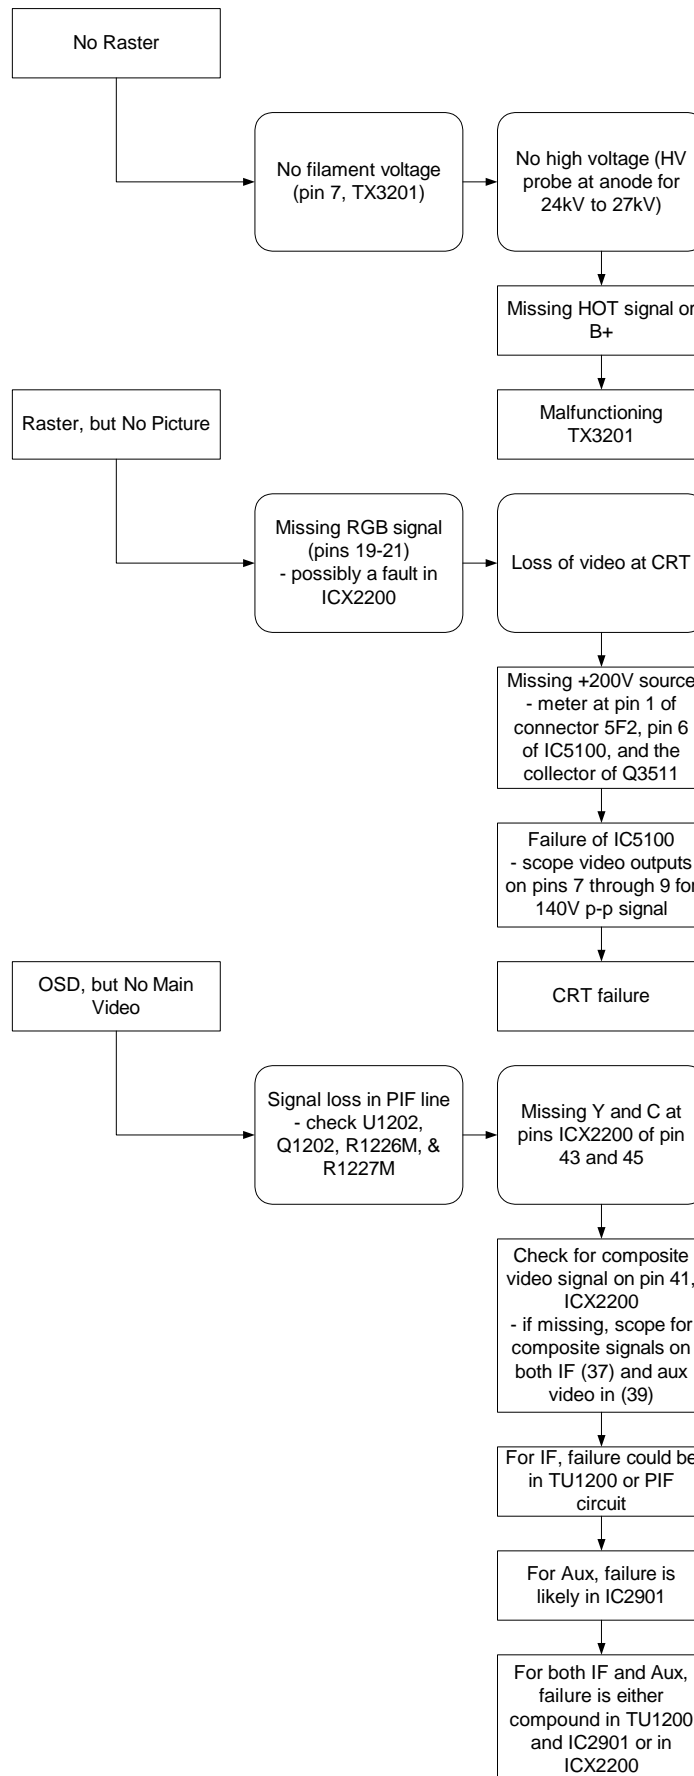 No Raster
No filament voltage
(pin 7, TX3201)
No high voltage (HV
probe at anode for
24kV to 27kV)
Missing HOT signal or
B+
Malfunctioning
TX3201
Raster, but No Picture
Missing RGB signal
(pins 19-21)
- possibly a fault in
ICX2200
Loss of video at CRT
Missing +200V source
- meter at pin 1 of
connector 5F2, pin 6
of IC5100, and the
collector of Q3511
Failure of IC5100
- scope video outputs
on pins 7 through 9 for
140V p-p signal
CRT failure
OSD, but No Main
Video
Signal loss in PIF line
- check U1202,
Q1202, R1226M, &
R1227M
Missing Y and C at
pins ICX2200 of pin
43 and 45
Check for composite
video signal on pin 41,
ICX2200
- if missing, scope for
composite signals on
both IF (37) and aux
video in (39)
For IF, failure could be
in TU1200 or PIF
circuit
For Aux, failure is
likely in IC2901
For both IF and Aux,
failure is either
compound in TU1200
and IC2901 or in
ICX2200